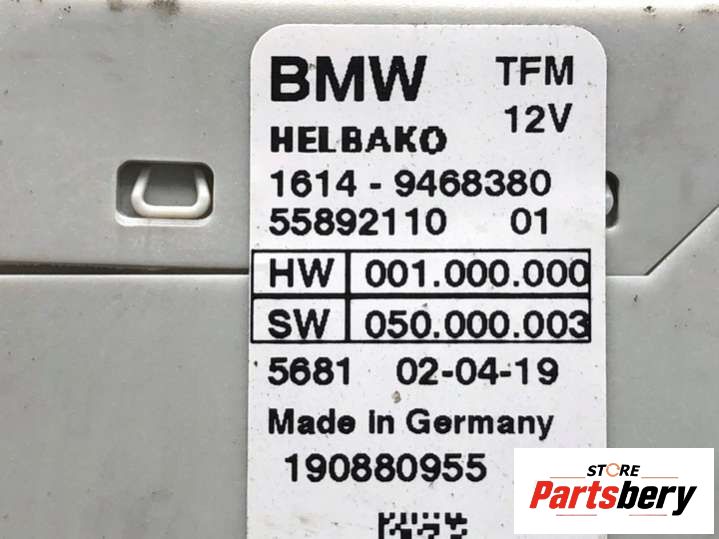 BMW TFM
12V
HELBAKO
1614 - 9468380
55892110 01
HW 001.000.000
SW 050.000.003
5681 02-04-19
Made in Germany
190880955
STORE
Partsbery